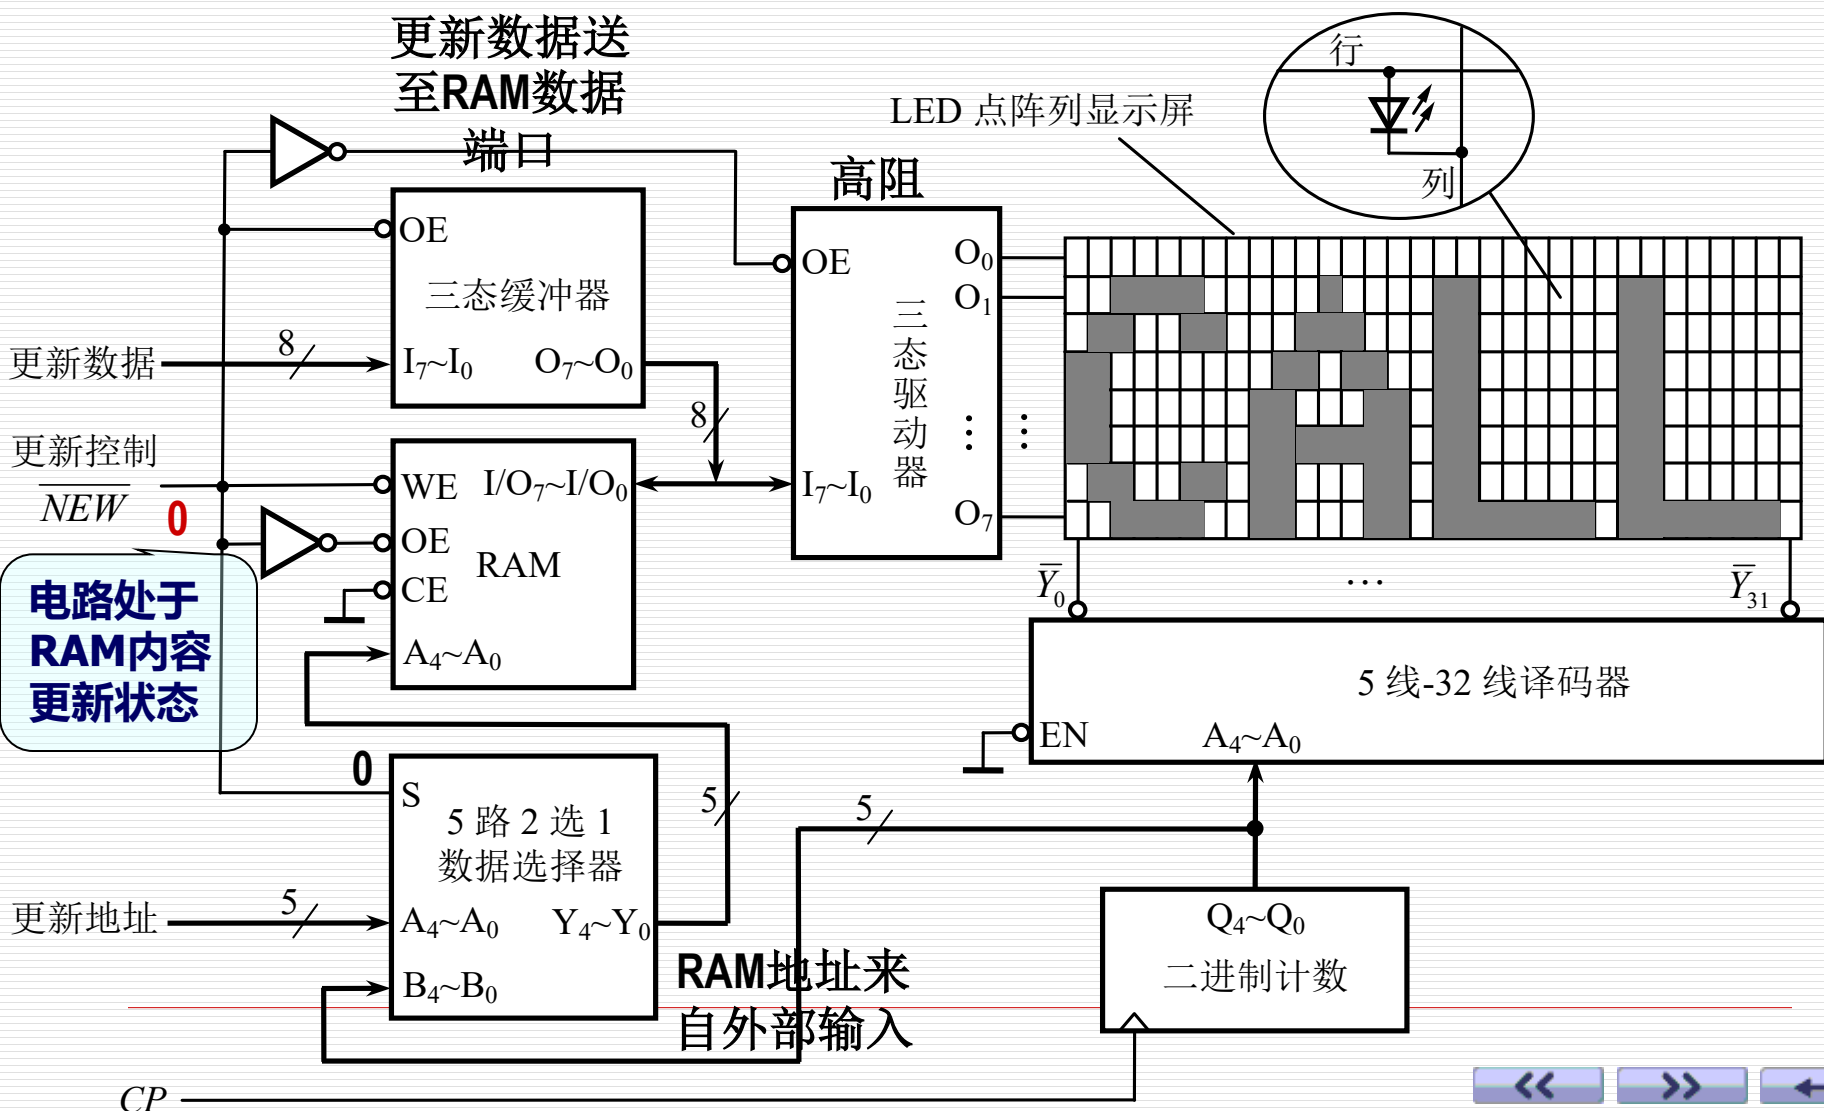 更新数据送
至RAM数据
端口
行
列
LED 点阵列显示屏
高阻
OE
三态缓冲器
I7~I0 O7~O0
更新数据
8
8
OE
O0
O1
三态驱动器
⋮ ⋮
I7~I0
O7
更新控制
NEW
0
WE I/O7~I/O0
OE
RAM
CE
A4~A0
电路处于
RAM内容
更新状态
Y0
…
Y31
5 线-32 线译码器
EN
A4~A0
0
S
5 路 2 选 1
数据选择器
5
5
更新地址
5
A4~A0 Y4~Y0
B4~B0
RAM地址来
自外部输入
Q4~Q0
二进制计数
CP